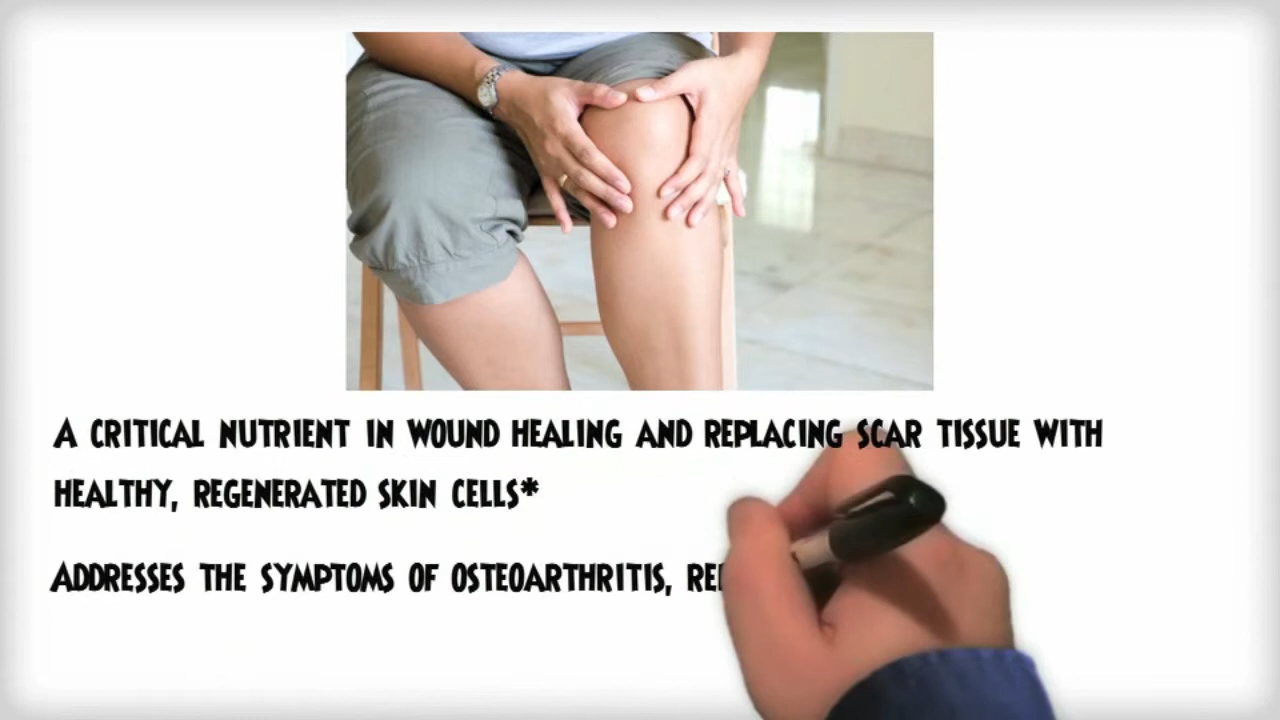 A CRITICAL NUTRIENT IN WOUND HEALING AND REPLACING SCAR TISSUE WITH
HEALTHY, REGENERATED SKIN CELLS*
ADDRESSES THE SYMPTOMS OF OSTEOARTHRITIS,